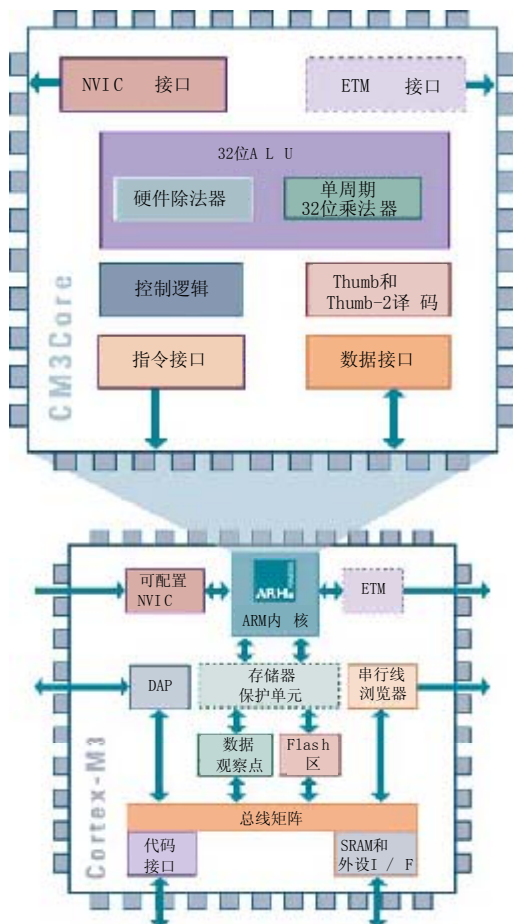 NVIC 接口
ETM 接口
32位A L U
硬件除法器
单周期
32位乘法器
控制逻辑
Thumb和
Thumb-2译 码
指令接口
数据接口
CM3Core
可配置
NVIC
ARM内 核
ETM
DAP
存储器
保护单元
串行线
浏览器
数据
观察点
Flash
区
总线矩阵
代码
接口
SRAM和
外设I / F
Cortex-M3